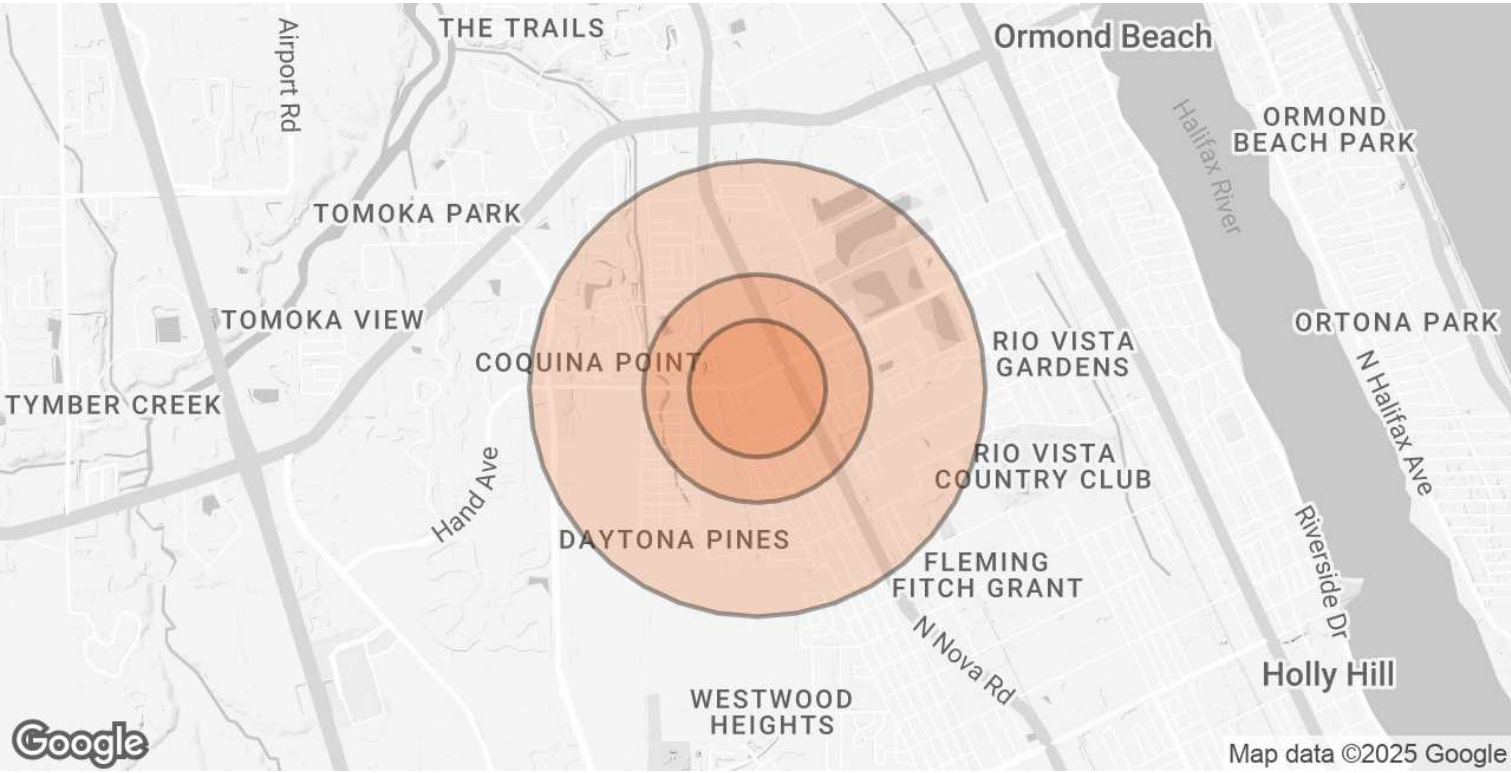 THE TRAILS
Airport Rd
Ormond Beach
ORMOND
BEACH PARK
Halifax River
TOMOKA PARK
TOMOKA VIEW
COQUINA POINT
RIO VISTA
GARDENS
ORTONA PARK
TYMBER CREEK
N Halifax Ave
Hand Ave
RIO VISTA
COUNTRY CLUB
DAYTONA PINES
FLEMING
FITCH GRANT
Riverside Dr
N Nova Rd
Holly Hill
WESTWOOD
HEIGHTS
Google
Map data ©2025 Google